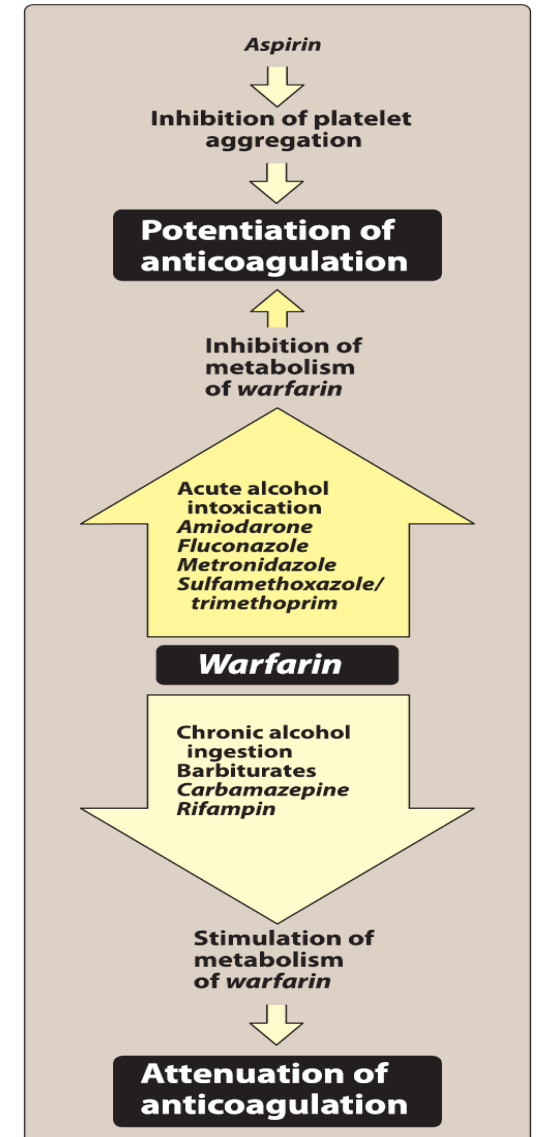 Aspirin
Inhibition of platelet
aggregation
Potentiation of
anticoagulation
Inhibition of
metabolism
of warfarin
Acute alcohol
intoxication
Amiodarone
Fluconazole
Metronidazole
Sulfamethoxazole/
trimethoprim
Warfarin
Chronic alcohol
ingestion
Barbiturates
Carbamazepine
Rifampin
Stimulation of
metabolism
of warfarin
Attenuation of
anticoagulation